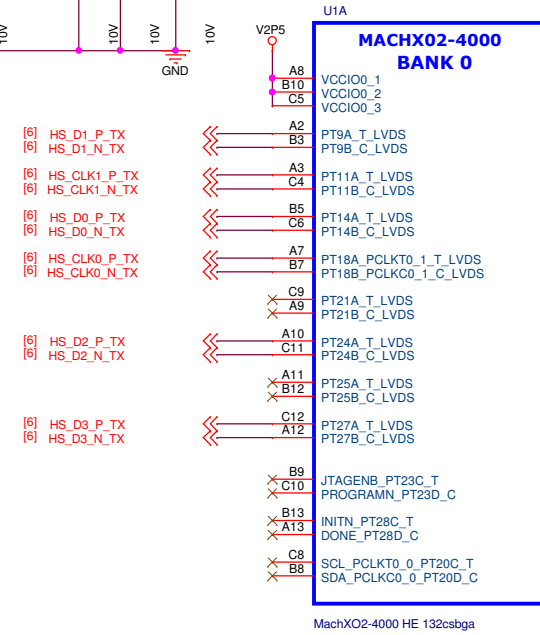 10V
10V
10V
10V
GND
V2P5
U1A
MACHX02-4000
BANK 0
A8 VCCIO0_1
B10 VCCIO0_2
C5 VCCIO0_3
[6] HS_D1_P_TX A2 PT9A_T_LVDS
[6] HS_D1_N_TX B3 PT9B_C_LVDS
[6] HS_CLK1_P_TX A3 PT11A_T_LVDS
[6] HS_CLK1_N_TX C4 PT11B_C_LVDS
[6] HS_D0_P_TX B5 PT14A_T_LVDS
[6] HS_D0_N_TX C6 PT14B_C_LVDS
[6] HS_CLK0_P_TX A7 PT18A_PCLKT0_1_T_LVDS
[6] HS_CLK0_N_TX B7 PT18B_PCLKC0_1_C_LVDS
C9 PT21A_T_LVDS
A9 PT21B_C_LVDS
[6] HS_D2_P_TX A10 PT24A_T_LVDS
[6] HS_D2_N_TX C11 PT24B_C_LVDS
A11 PT25A_T_LVDS
B12 PT25B_C_LVDS
[6] HS_D3_P_TX C12 PT27A_T_LVDS
[6] HS_D3_N_TX A12 PT27B_C_LVDS
B9 JTAGENB_PT23C_T
C10 PROGRAMN_PT23D_C
B13 INITN_PT28C_T
A13 DONE_PT28D_C
C8 SCL_PCLKT0_0_PT20C_T
B8 SDA_PCLKC0_0_PT20D_C
MachXO2-4000 HE 132csbga